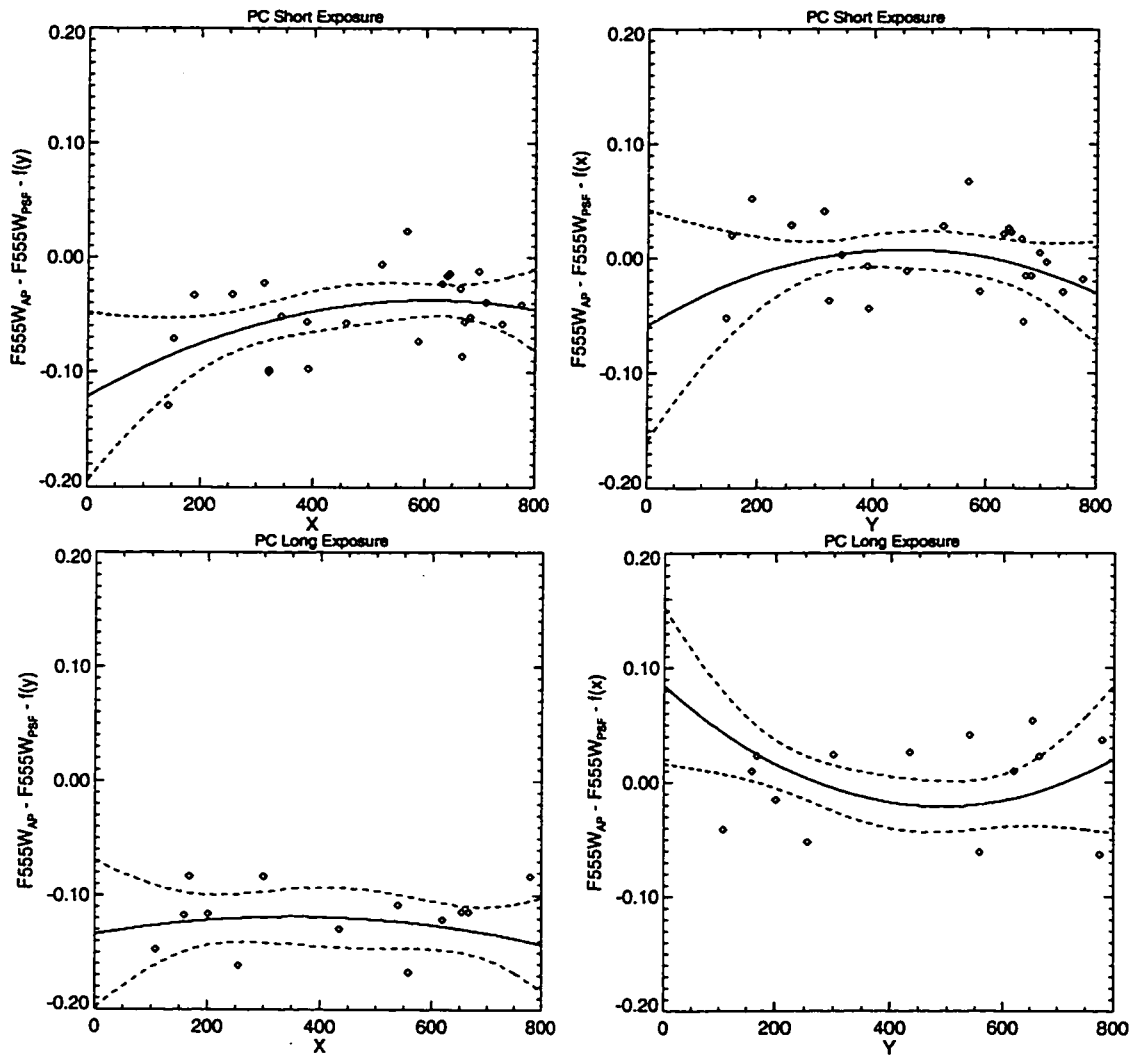 PC Short Exposure
0.20
0.10
0.00
-0.10
-0.20
F555W_AP - F555W_PSF - f(y)
0 200 400 600 800
X
PC Short Exposure
0.20
0.10
0.00
-0.10
-0.20
F555W_AP - F555W_PSF - f(x)
0 200 400 600 800
Y
PC Long Exposure
0.20
0.10
0.00
-0.10
-0.20
F555W_AP - F555W_PSF - f(y)
0 200 400 600 800
X
PC Long Exposure
0.20
0.10
0.00
-0.10
-0.20
F555W_AP - F555W_PSF - f(x)
0 200 400 600 800
Y